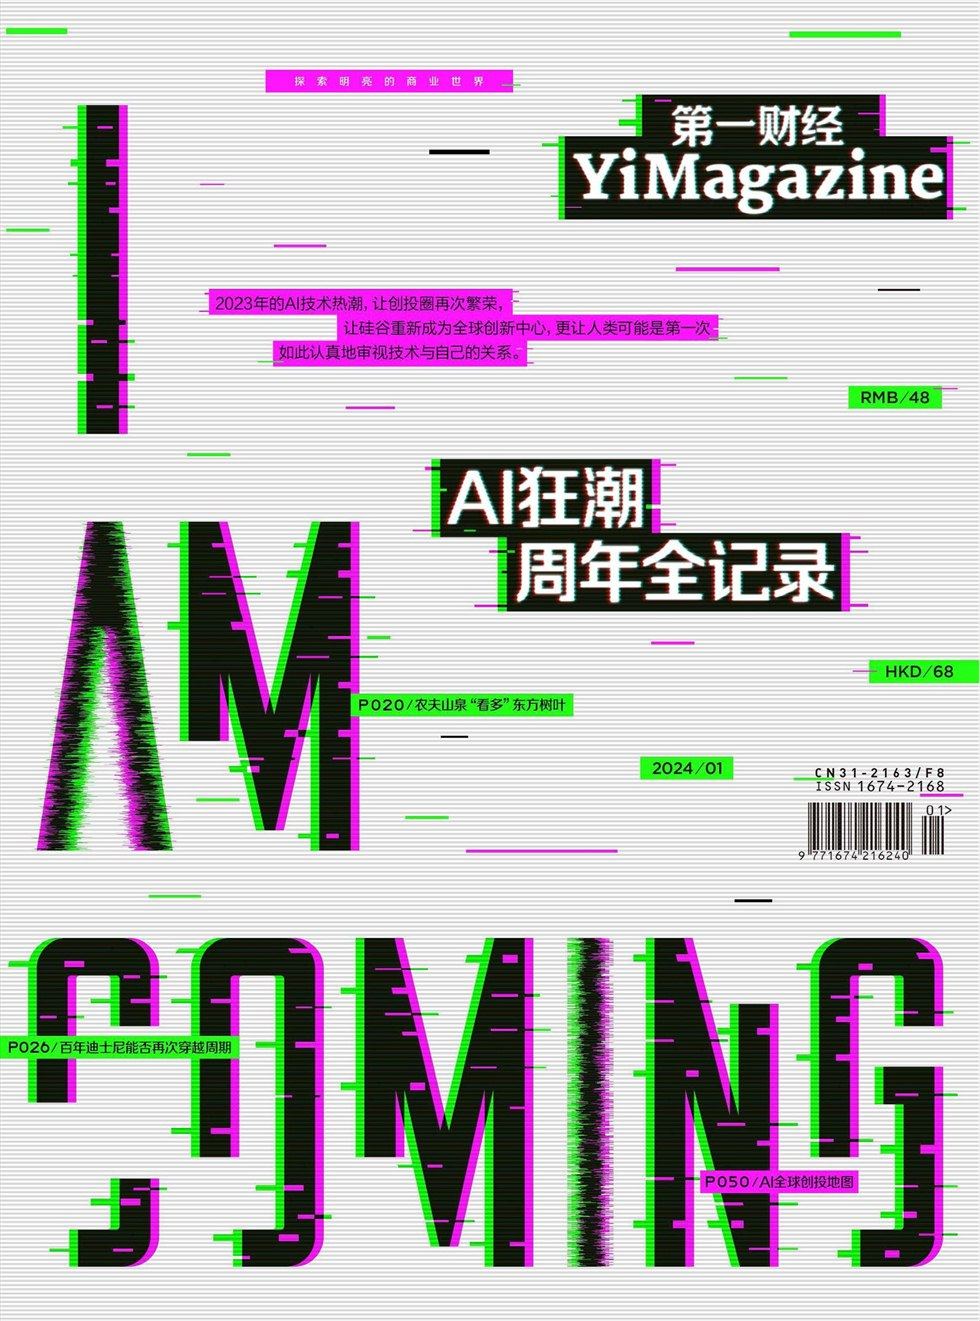 探索明亮的商业世界
第一财经
YiMagazine
I
2023年的AI技术热潮，让创投圈再次繁荣，
让硅谷重新成为全球创新中心，更让人类可能是第一次
如此认真地审视技术与自己的关系。
RMB/48
AI狂潮
周年全记录
AM
HKD/68
P020/农夫山泉“看多”东方树叶
2024/01
CN31-2163/F8
ISSN 1674-2168
01>
9 771674 216240
COMING
P026/百年迪士尼能否再次穿越周期
P050/AI全球创投地图